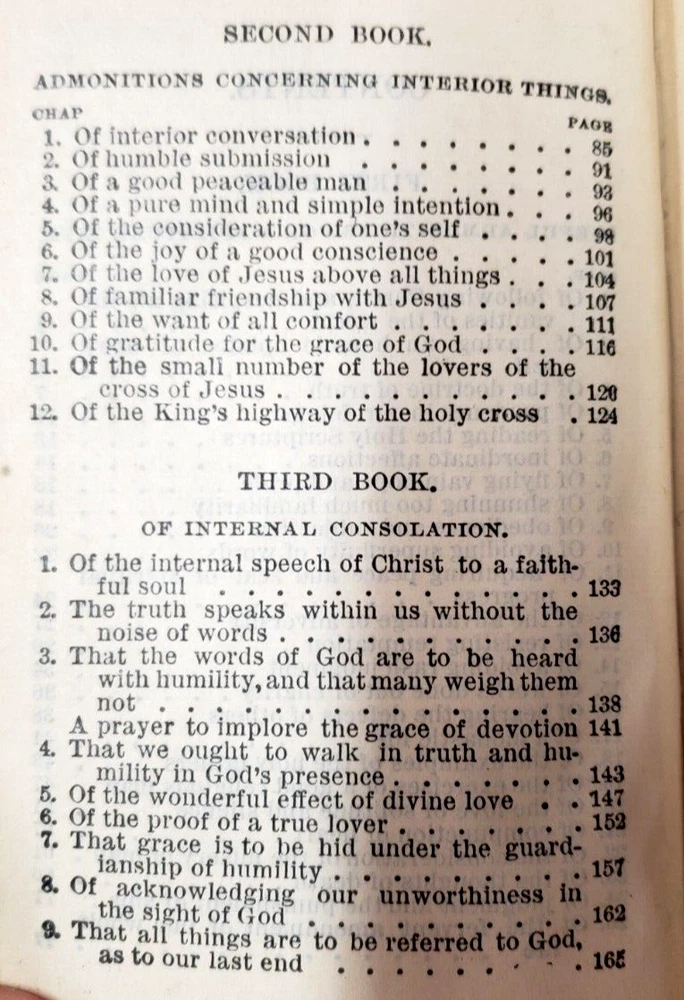 SECOND BOOK.
ADMONITIONS CONCERNING INTERIOR THINGS.
CHAP PAGE
1. Of interior conversation . . . . . . . . 85
2. Of humble submission . . . . . . . . 91
3. Of a good peaceable man . . . . . . . 93
4. Of a pure mind and simple intention . . . 96
5. Of the consideration of one's self . . . . 98
6. Of the joy of a good conscience . . . . . 101
7. Of the love of Jesus above all things . . . 104
8. Of familiar friendship with Jesus . . . . 107
9. Of the want of all comfort . . . . . . . 111
10. Of gratitude for the grace of God . . . . 116
11. Of the small number of the lovers of the
cross of Jesus . . . . . . . . . . . 120
12. Of the King's highway of the holy cross . 124
THIRD BOOK.
OF INTERNAL CONSOLATION.
1. Of the internal speech of Christ to a faith-
ful soul . . . . . . . . . . . . . 133
2. The truth speaks within us without the
noise of words . . . . . . . . . . . 136
3. That the words of God are to be heard
with humility, and that many weigh them
not . . . . . . . . . . . . . . . 138
A prayer to implore the grace of devotion 141
4. That we ought to walk in truth and hu-
mility in God's presence . . . . . . . 143
5. Of the wonderful effect of divine love . . 147
6. Of the proof of a true lover . . . . . . . 152
7. That grace is to be hid under the guard-
ianship of humility . . . . . . . . . 157
8. Of acknowledging our unworthiness in
the sight of God . . . . . . . . . . 162
9. That all things are to be referred to God,
as to our last end . . . . . . . . . 165